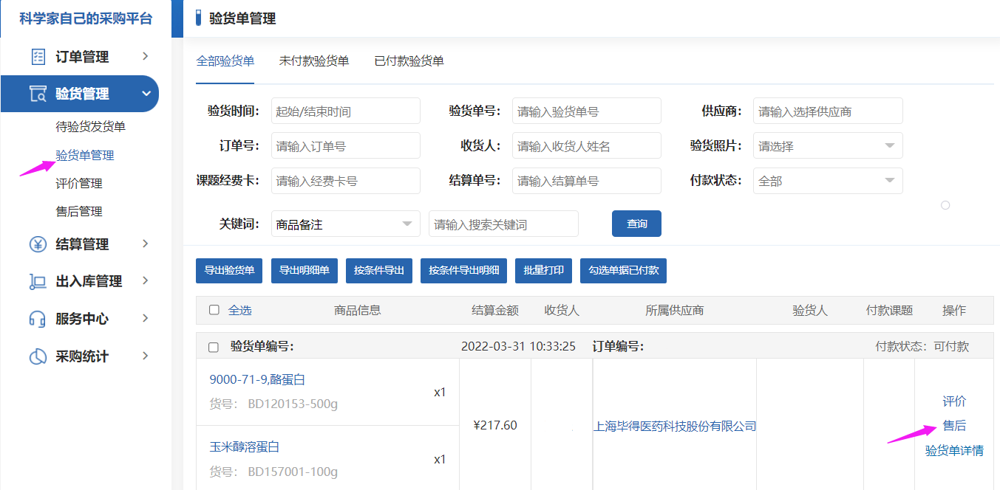 科学家自己的采购平台
订单管理
验货管理
待验货发货单
验货单管理
评价管理
售后管理
结算管理
出入库管理
服务中心
采购统计
验货单管理
全部验货单 未付款验货单 已付款验货单
验货时间： 起始/结束时间 验货单号： 请输入验货单号 供应商： 请输入选择供应商
订单号： 请输入订单号 收货人： 请输入收货人姓名 验货照片： 请选择
课题经费卡： 请输入经费卡号 结算单号： 请输入结算单号 付款状态： 全部
关键词： 商品备注 请输入搜索关键词 查询
导出验货单 导出明细单 按条件导出 按条件导出明细 批量打印 勾选单据已付款
全选 商品信息 结算金额 收货人 所属供应商 验货人 付款课题 操作
验货单编号： 2022-03-31 10:33:25 订单编号： 付款状态：可付款
9000-71-9,酪蛋白
货号： BD120153-500g
x1
玉米醇溶蛋白
货号： BD157001-100g
x1
¥217.60
上海毕得医药科技股份有限公司
评价
售后
验货单详情